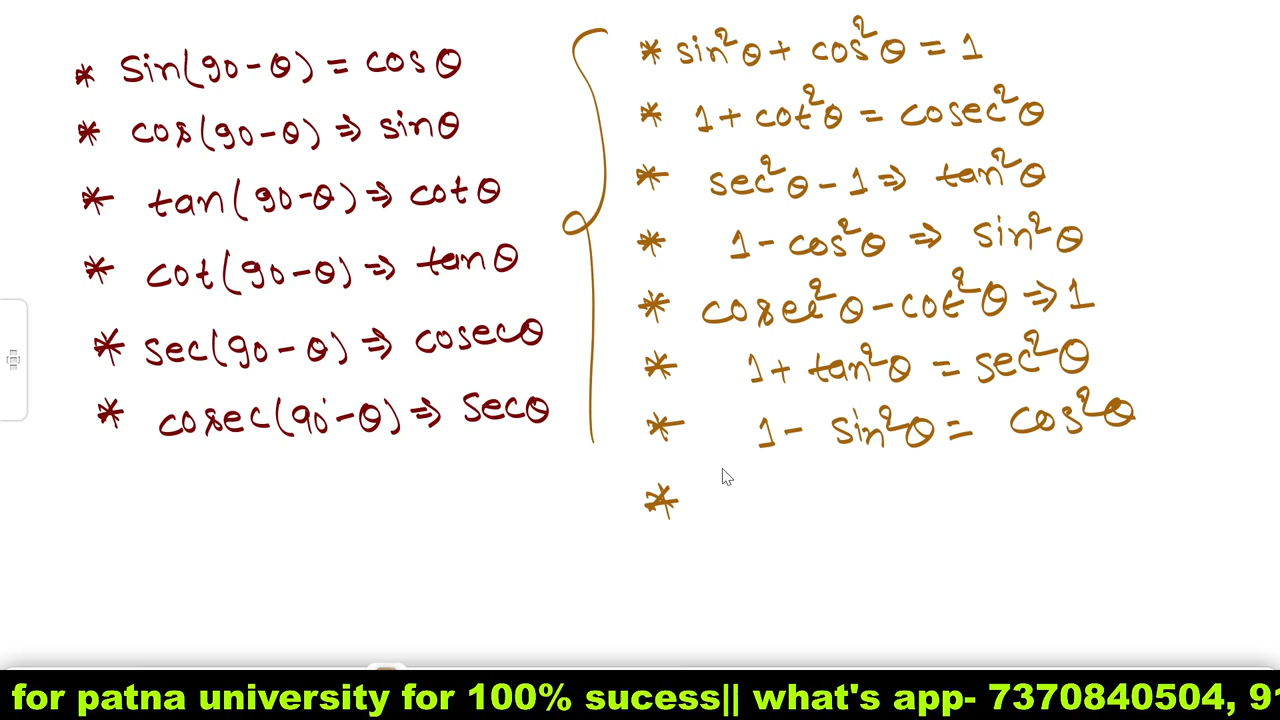 * sin(90-θ) = cosθ
* cos(90-θ) ⇒ sinθ
* tan(90-θ) ⇒ cotθ
* cot(90-θ) ⇒ tanθ
* sec(90-θ) ⇒ cosecθ
* cosec(90-θ) ⇒ secθ
* sin²θ + cos²θ = 1
* 1 + cot²θ = cosec²θ
* sec²θ - 1 ⇒ tan²θ
* 1 - cos²θ ⇒ sin²θ
* cosec²θ - cot²θ ⇒ 1
* 1 + tan²θ = sec²θ
* 1 - sin²θ = cos²θ
*
for patna university for 100% sucess|| what's app- 7370840504, 91